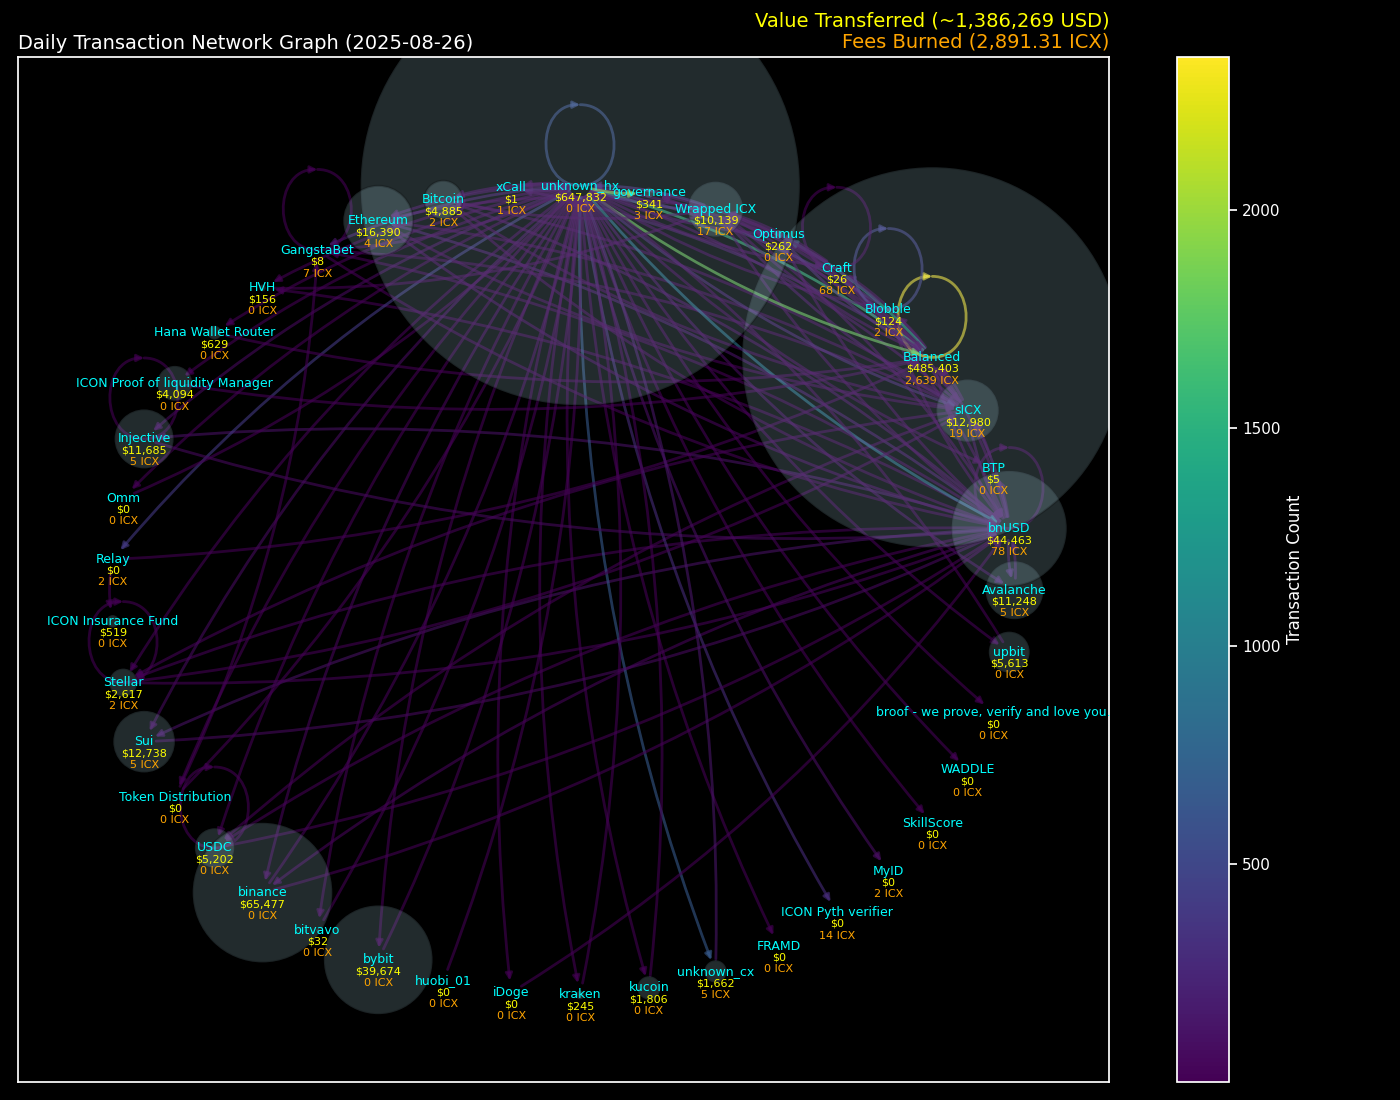 Value Transferred (~1,386,269 USD)
Daily Transaction Network Graph (2025-08-26)
Fees Burned (2,891.31 ICX)
unknown_hx
$647,832
0 ICX
governance
$341
3 ICX
xCall
$1
1 ICX
Bitcoin
$4,885
2 ICX
Wrapped ICX
$10,139
17 ICX
Ethereum
$16,390
4 ICX
Optimus
$262
0 ICX
GangstaBet
$8
7 ICX
Craft
$26
68 ICX
HVH
$156
0 ICX
Blobble
$124
2 ICX
Hana Wallet Router
$629
0 ICX
Balanced
$485,403
2,639 ICX
ICON Proof of liquidity Manager
$4,094
0 ICX
sICX
$12,980
19 ICX
Injective
$11,685
5 ICX
BTP
$5
0 ICX
Omm
$0
0 ICX
bnUSD
$44,463
78 ICX
Relay
$0
2 ICX
Avalanche
$11,248
5 ICX
ICON Insurance Fund
$519
0 ICX
upbit
$5,613
0 ICX
Stellar
$2,617
2 ICX
broof - we prove, verify and love you
$0
0 ICX
Sui
$12,738
5 ICX
WADDLE
$0
0 ICX
Token Distribution
$0
0 ICX
SkillScore
$0
0 ICX
USDC
$5,202
0 ICX
MyID
$0
2 ICX
binance
$65,477
0 ICX
ICON Pyth verifier
$0
14 ICX
bitvavo
$32
0 ICX
FRAMD
$0
0 ICX
bybit
$39,674
0 ICX
unknown_cx
$1,662
5 ICX
huobi_01
$0
0 ICX
kucoin
$1,806
0 ICX
iDoge
$0
0 ICX
kraken
$245
0 ICX
2000
1500
1000
500
Transaction Count